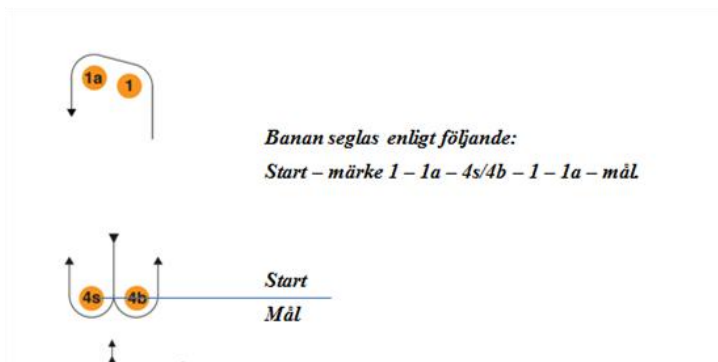 1a 1
Banan seglas enligt följande:
Start – märke 1 – 1a – 4s/4b – 1 – 1a – mål.
Start
4s 4b
Mål